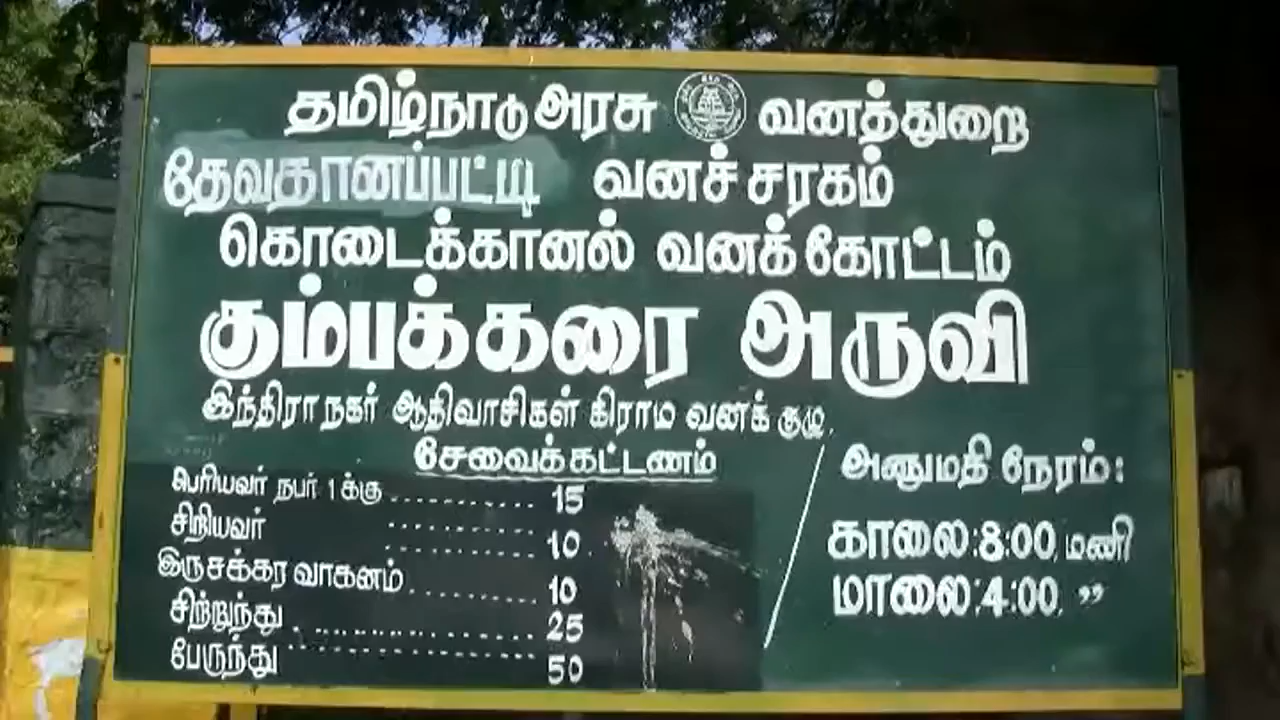 தமிழ்நாடு அரசு வனத்துறை
தேவதானப்பட்டி வனச் சரகம்
கொடைக்கானல் வனக் கோட்டம்
கும்பக்கரை அருவி
இந்திரா நகர் ஆதிவாசிகள் கிராம வனக் குழு.
சேவைக்கட்டணம்
பெரியவர் நபர் 1 க்கு .............. 15
சிறியவர் .............. 10
இருசக்கர வாகனம் .............. 10
சிற்றுந்து .............. 25
பேருந்து .............. 50
அனுமதி நேரம்:
காலை:8:00, மணி
மாலை:4:00, ”